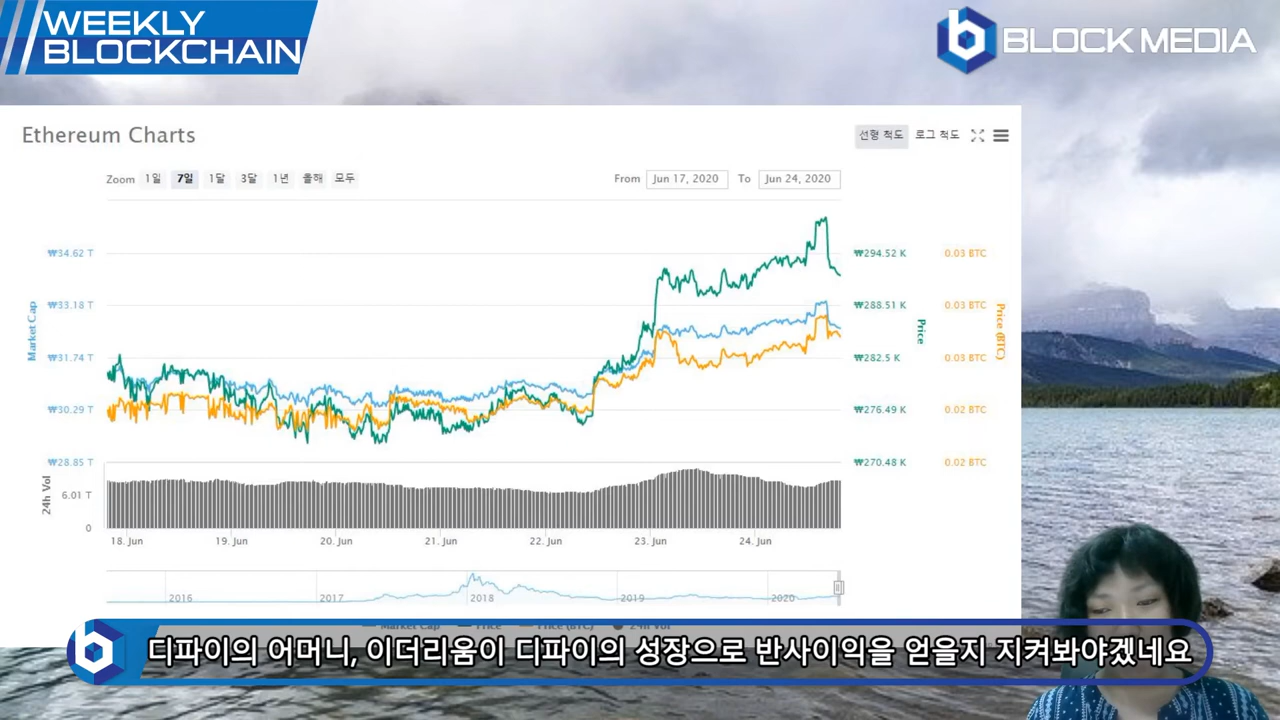 WEEKLY
BLOCKCHAIN
BLOCK MEDIA
Ethereum Charts
선형 척도 로그 척도
Zoom 1일 7일 1달 3달 1년 올해 모두
From Jun 17, 2020 To Jun 24, 2020
₩34.62 T ₩294.52 K 0.03 BTC
₩33.18 T ₩288.51 K 0.03 BTC
Market Cap Price Price (BTC)
₩31.74 T ₩282.5 K 0.03 BTC
₩30.29 T ₩276.49 K 0.02 BTC
₩28.85 T ₩270.48 K 0.02 BTC
24h Vol
6.01 T
0
18. Jun 19. Jun 20. Jun 21. Jun 22. Jun 23. Jun 24. Jun
2016 2017 2018 2019 2020
Market Cap Price Price (BTC) 24h Vol
디파이의 어머니, 이더리움이 디파이의 성장으로 반사이익을 얻을지 지켜봐야겠네요